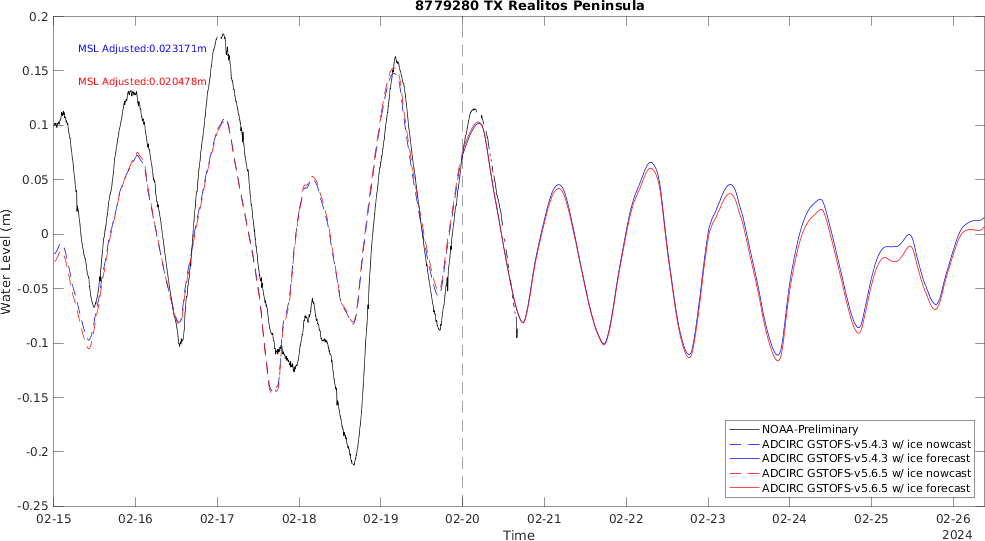 8779280 TX Realitos Peninsula
0.2
0.15
0.1
0.05
0
-0.05
-0.1
-0.15
-0.2
-0.25
Water Level (m)
MSL Adjusted:0.023171m
MSL Adjusted:0.020478m
NOAA-Preliminary
ADCIRC GSTOFS-v5.4.3 w/ ice nowcast
ADCIRC GSTOFS-v5.4.3 w/ ice forecast
ADCIRC GSTOFS-v5.6.5 w/ ice nowcast
ADCIRC GSTOFS-v5.6.5 w/ ice forecast
02-15 02-16 02-17 02-18 02-19 02-20 02-21 02-22 02-23 02-24 02-25 02-26
Time
2024